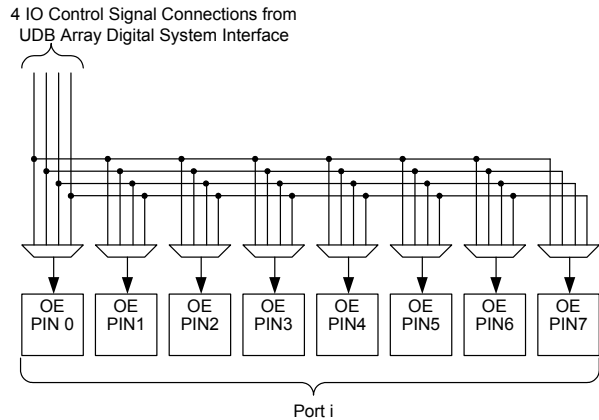 4 IO Control Signal Connections from
UDB Array Digital System Interface
OE
PIN 0
OE
PIN1
OE
PIN2
OE
PIN3
OE
PIN4
OE
PIN5
OE
PIN6
OE
PIN7
Port i